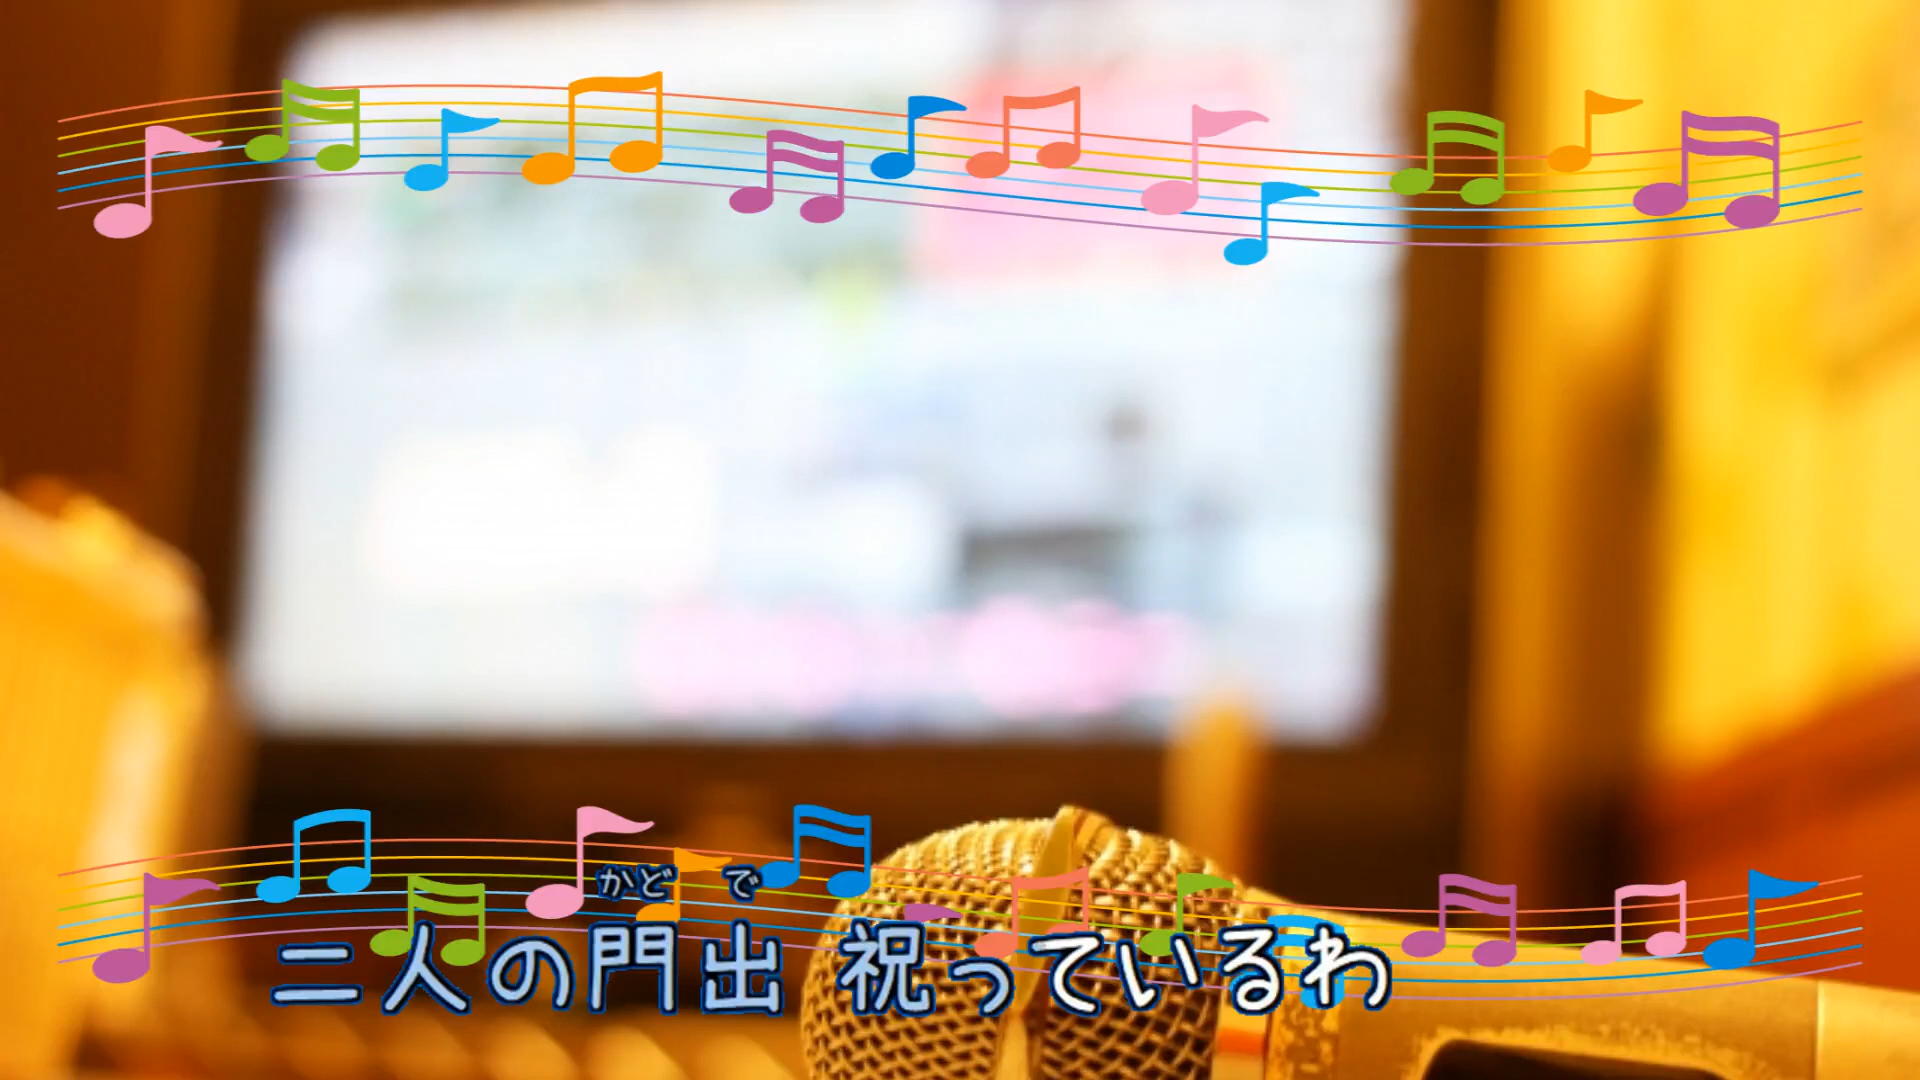 かど で
二人の門出 祝っているわ